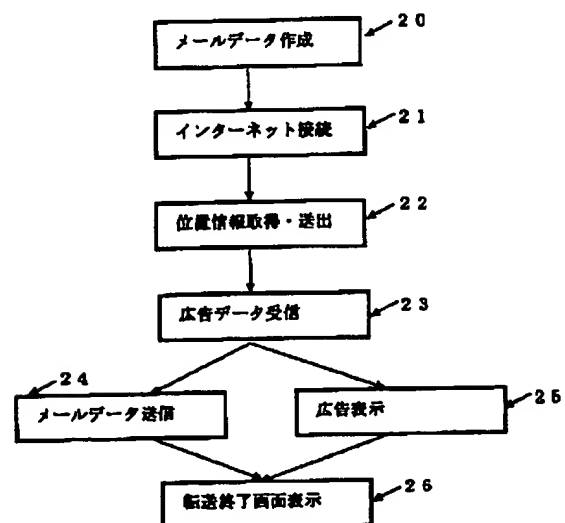 メールデータ作成
20
インターネット接続
21
位置情報取得・送出
22
広告データ受信
23
24
メールデータ送信
広告表示
25
転送終了画面表示
26